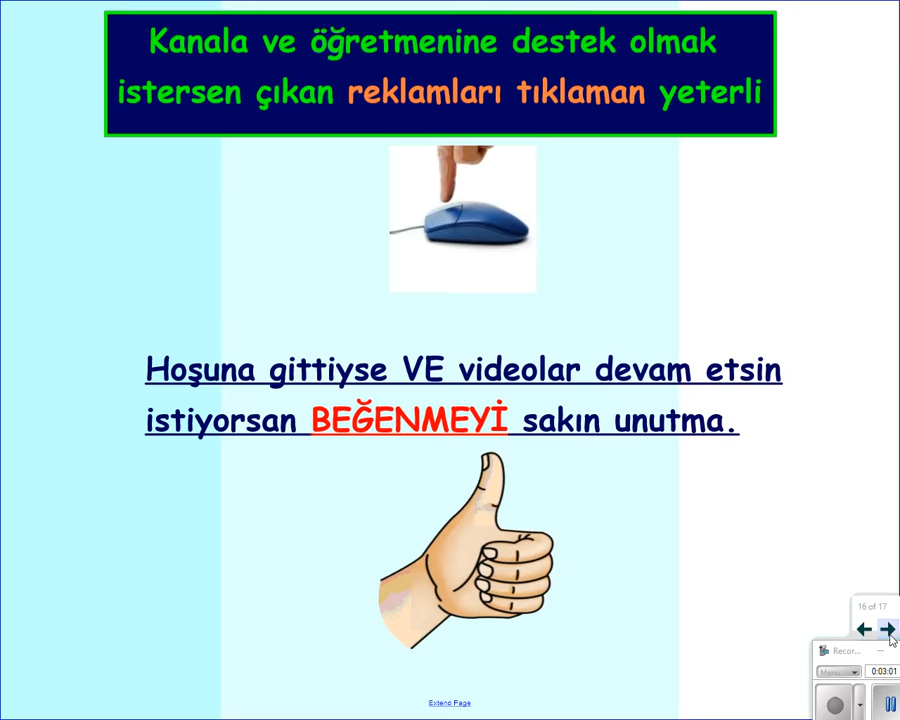 Kanala ve öğretmenine destek olmak
istersen çıkan reklamları tıklaman yeterli
Hoşuna gittiyse VE videolar devam etsin
istiyorsan BEĞENMEYİ sakın unutma.
16 of 17
Recor...
Menu...
0:03:01
Extend Page